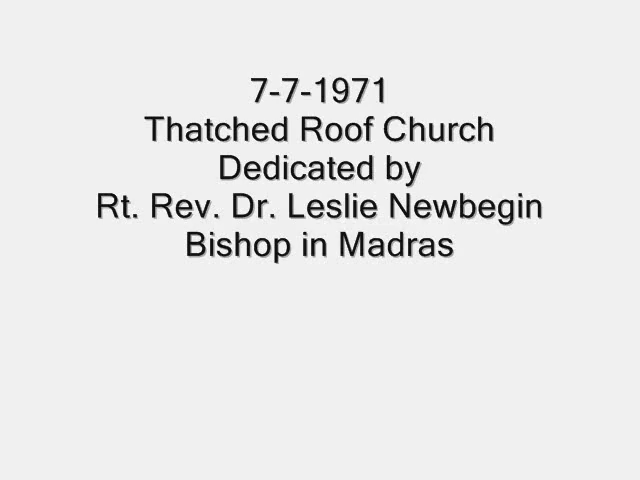 7-7-1971
Thatched Roof Church
Dedicated by
Rt. Rev. Dr. Leslie Newbegin
Bishop in Madras